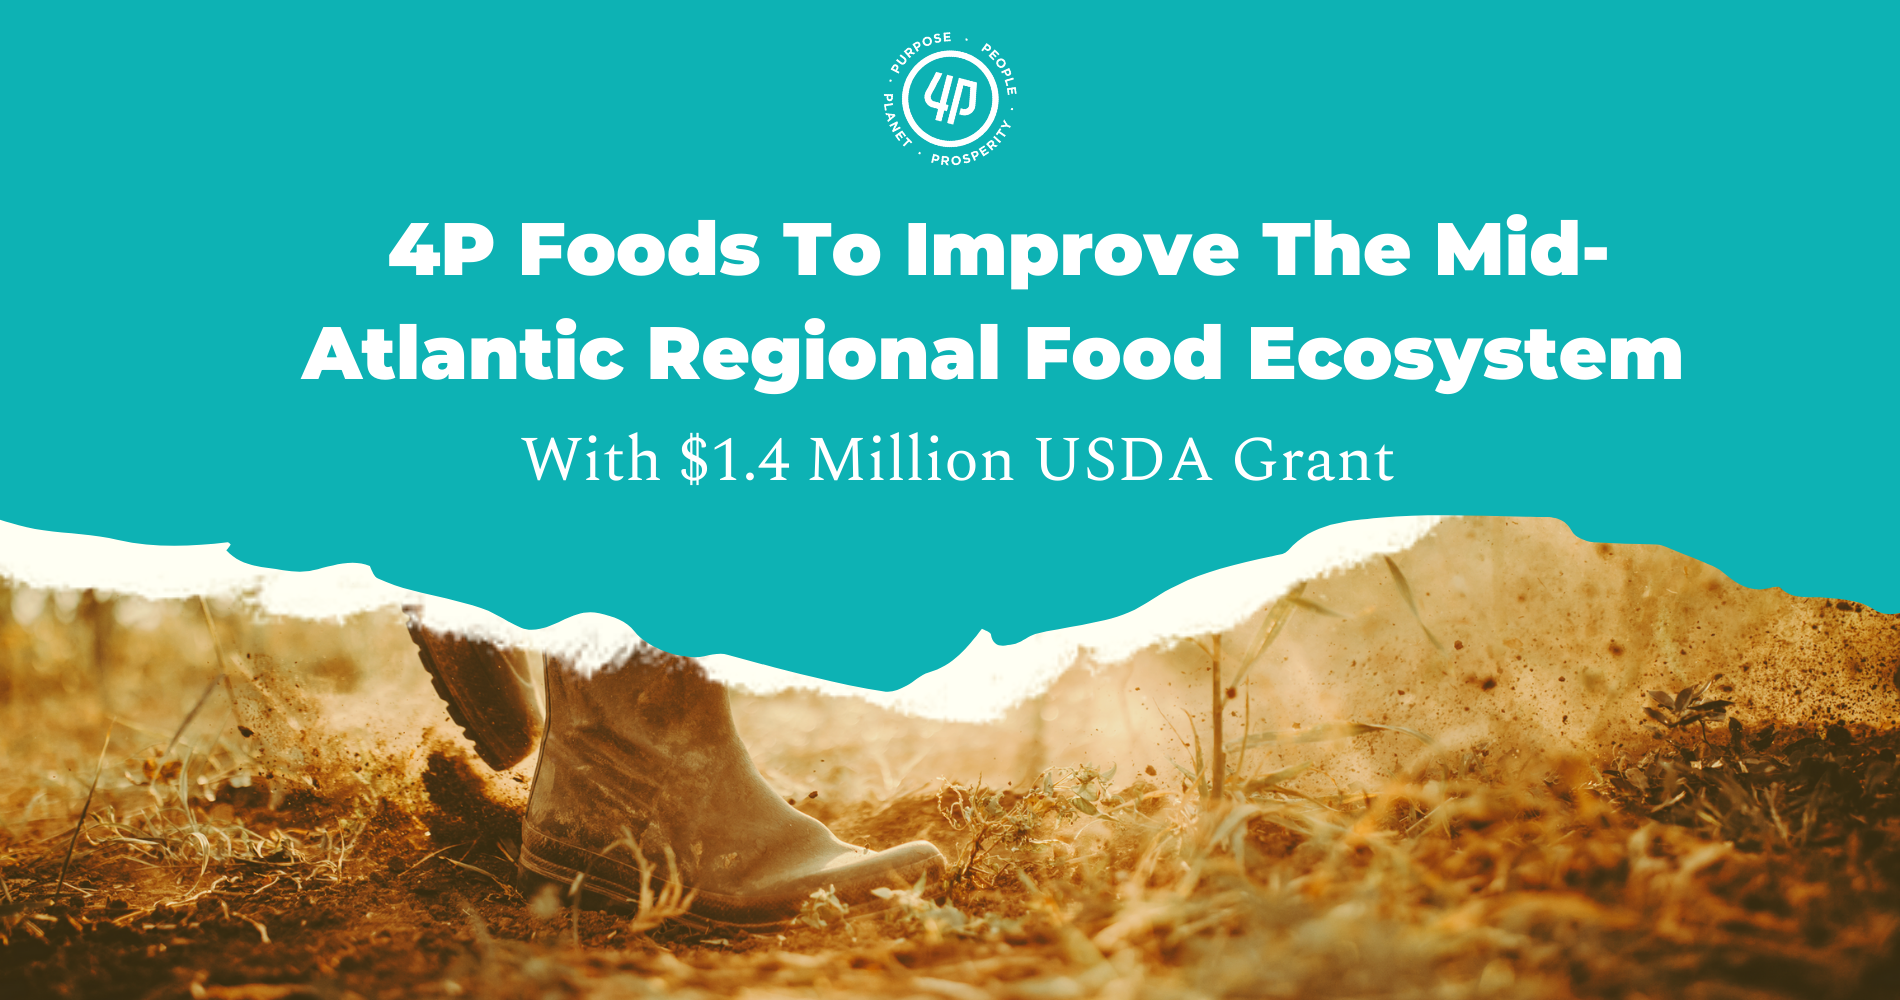 PURPOSE · PEOPLE · PROSPERITY · PLANET ·
4P
4P Foods To Improve The Mid-
Atlantic Regional Food Ecosystem
With $1.4 Million USDA Grant